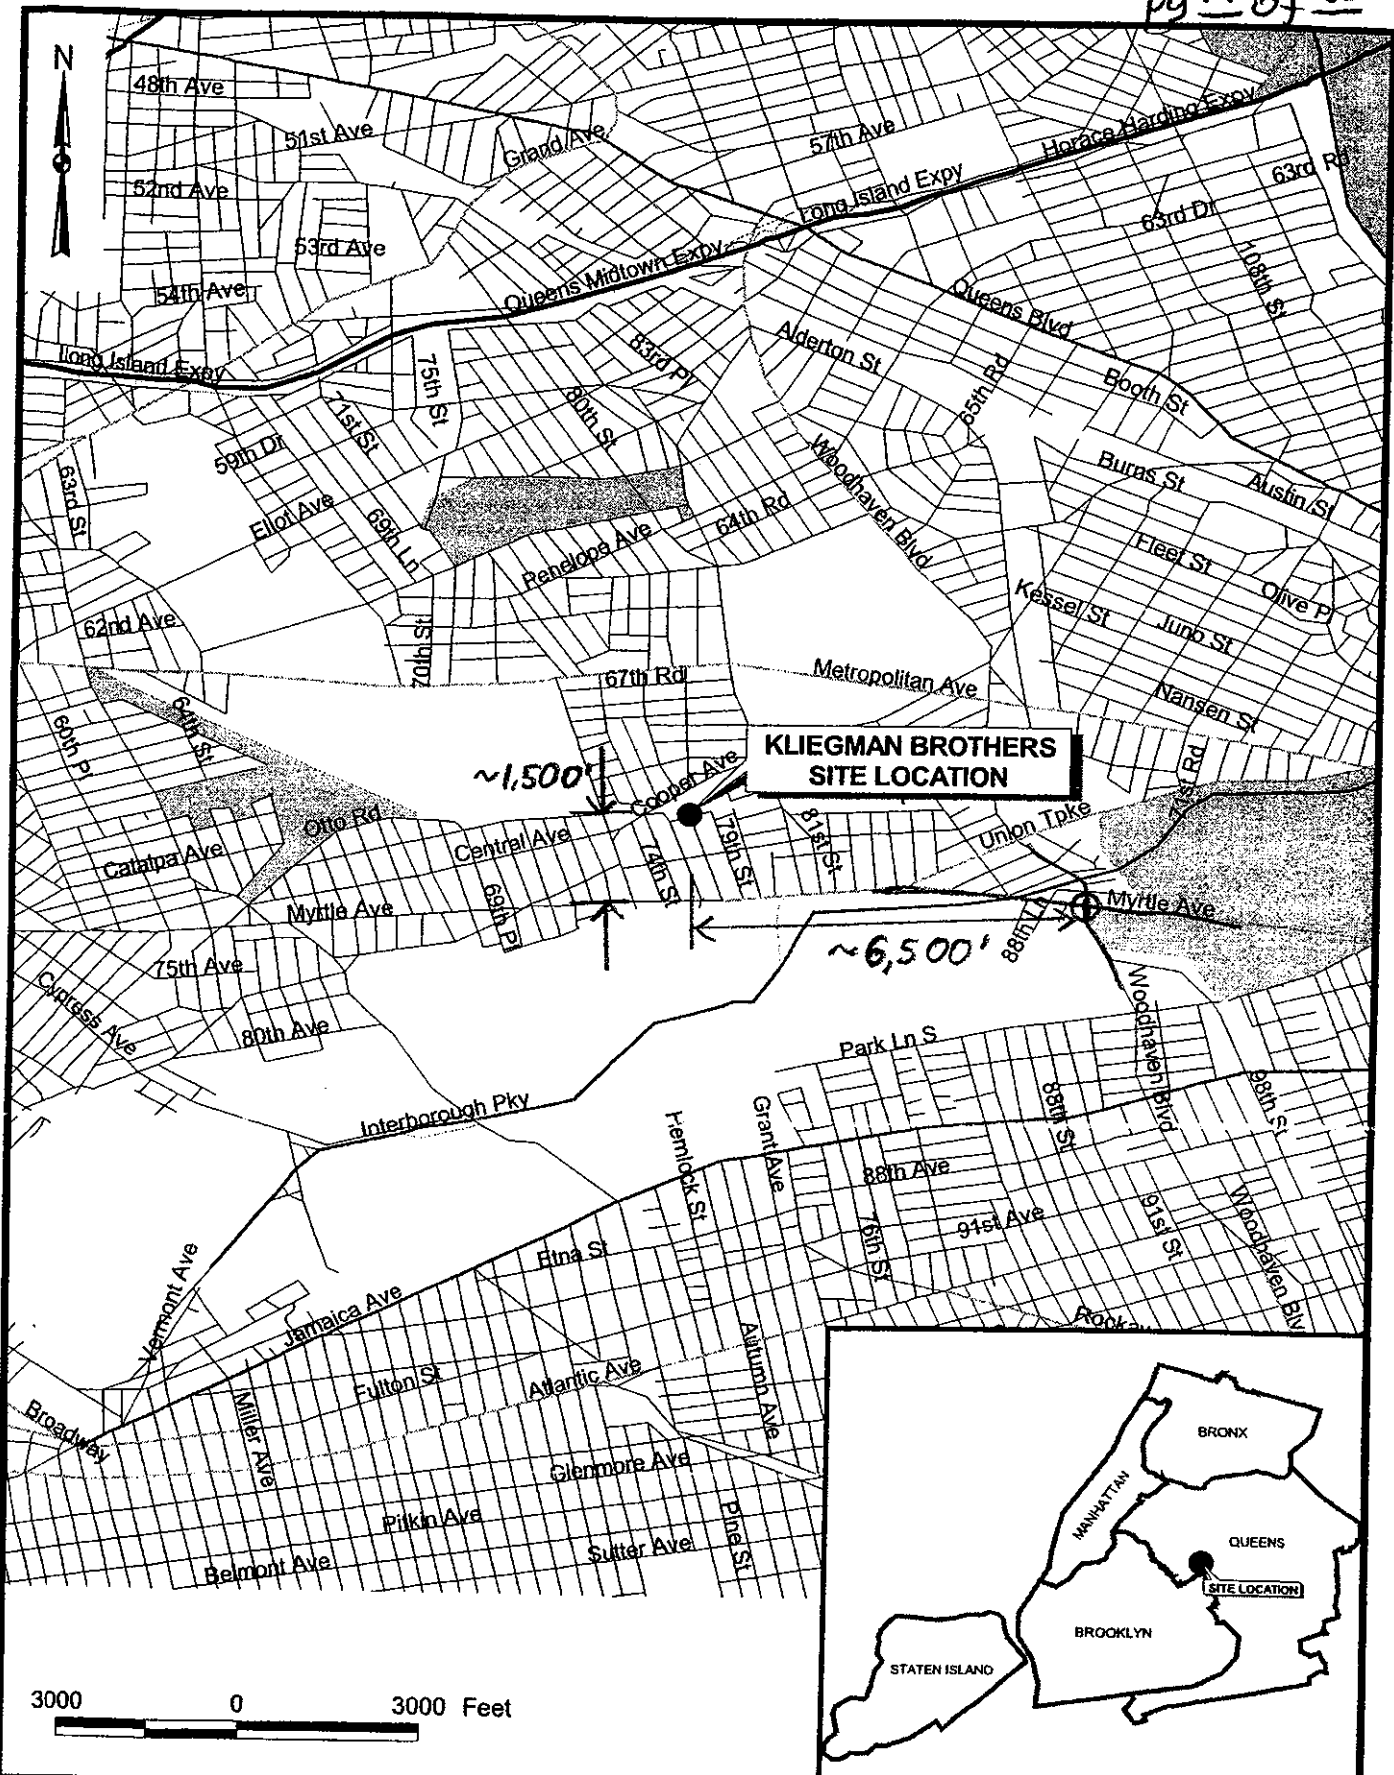 pg of
N
48th Ave
51st Ave
Grand Ave
57th Ave
Horace Harding Expy
52nd Ave
Long Island Expy
63rd Rd
63rd Dr
53rd Ave
108th St
54th Ave
Queens Midtown Expy
Queens Blvd
Long Island Expy
75th St
83rd Pl
Alderton St
65th Rd
Booth St
71st St
80th St
59th Dr
Woodhaven Blvd
Burns St
Austin St
63rd St
Eliot Ave
69th Ln
64th Rd
Penelope Ave
Fleet St
Olive Pl
Kessel St
Juno St
62nd Ave
70th St
67th Rd
Metropolitan Ave
Nansen St
60th Pl
64th St
KLIEGMAN BROTHERS
SITE LOCATION
71st Rd
~1,500'
Cooper Ave
Otto Rd
Central Ave
Union Tpke
Catalpa Ave
74th St
79th St
81st St
Myrtle Ave
69th Pl
Myrtle Ave
88th Ln
~6,500'
75th Ave
Cypress Ave
80th Ave
Woodhaven Blvd
Park Ln S
Interborough Pky
Hemlock St
Grant Ave
88th St
98th St
88th Ave
76th St
91st Ave
91st St
Woodhaven Blv
Vermont Ave
Etna St
Jamaica Ave
Rockaw
Autumn Ave
Fulton St
Atlantic Ave
Broadway
Miller Ave
Glenmore Ave
Pitkin Ave
Pine St
Sutter Ave
Belmont Ave
BRONX
MANHATTAN
QUEENS
SITE LOCATION
BROOKLYN
STATEN ISLAND
3000 0 3000 Feet